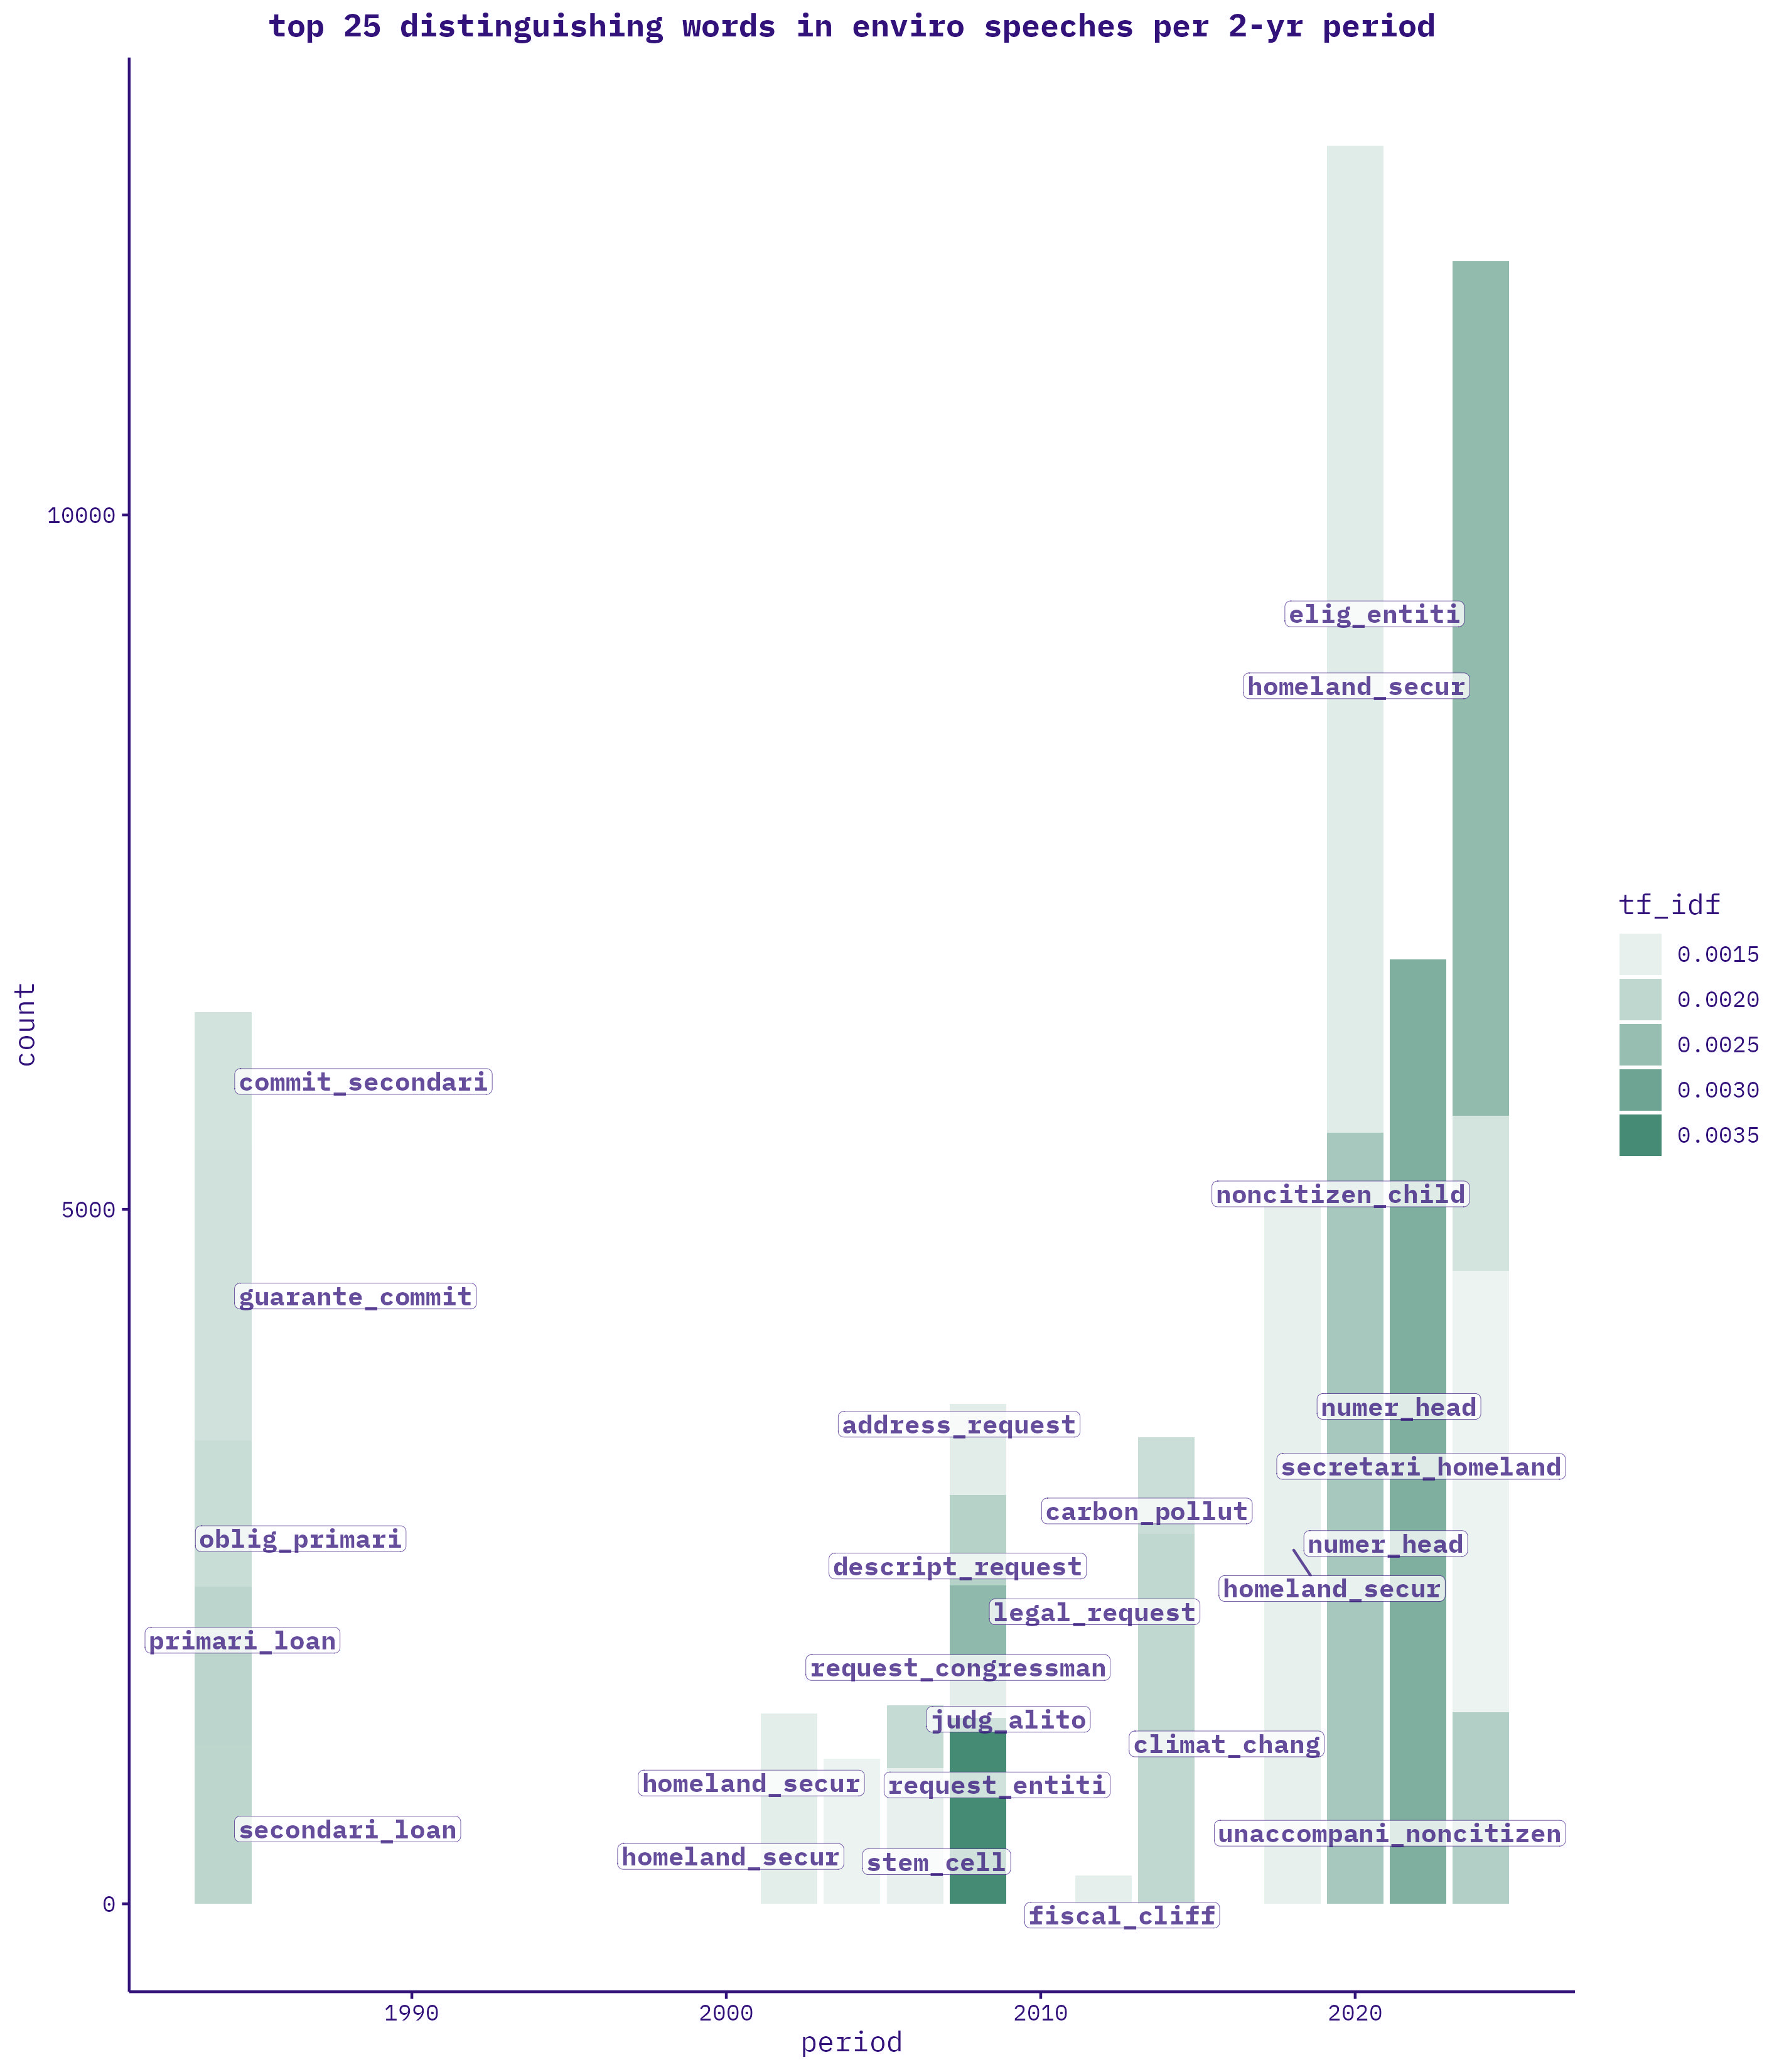 top 25 distinguishing words in enviro speeches per 2-yr period
10000
elig_entiti
homeland_secur
tf_idf
0.0015
0.0020
0.0025
0.0030
0.0035
count
commit_secondari
noncitizen_child
5000
guarante_commit
numer_head
address_request
secretari_homeland
carbon_pollut
oblig_primari
numer_head
descript_request
homeland_secur
legal_request
primari_loan
request_congressman
judg_alito
climat_chang
homeland_secur
request_entiti
secondari_loan
unaccompani_noncitizen
homeland_secur
stem_cell
0
fiscal_cliff
1990
2000
2010
2020
period